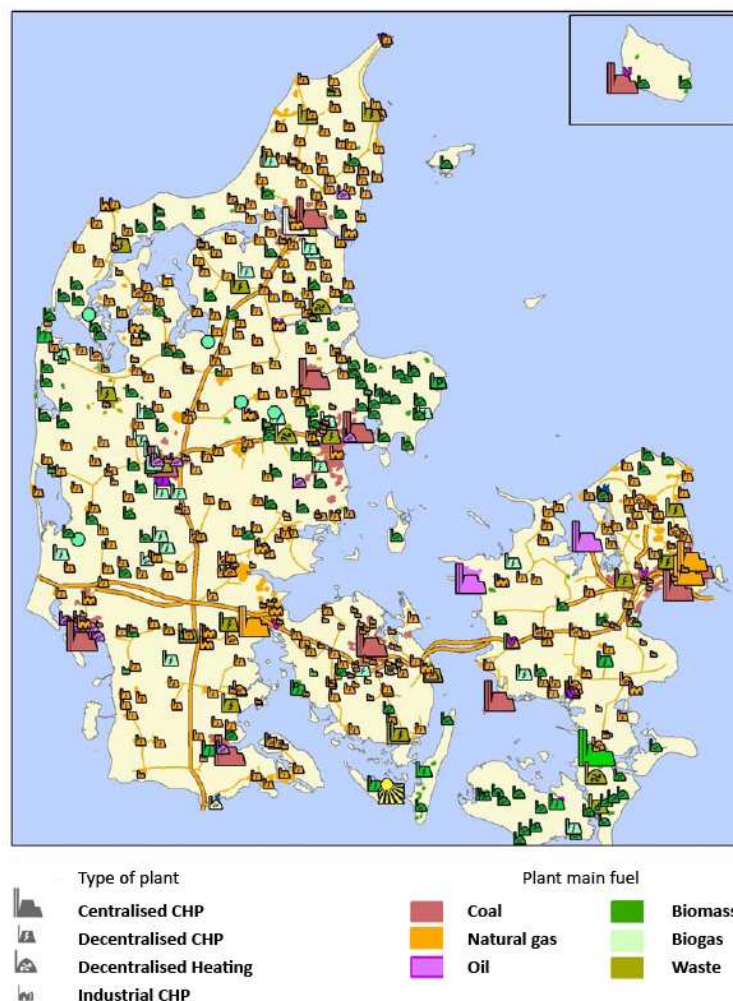 Type of plant
Plant main fuel
Centralised CHP
Coal
Biomass
Decentralised CHP
Natural gas
Biogas
Decentralised Heating
Oil
Waste
Industrial CHP